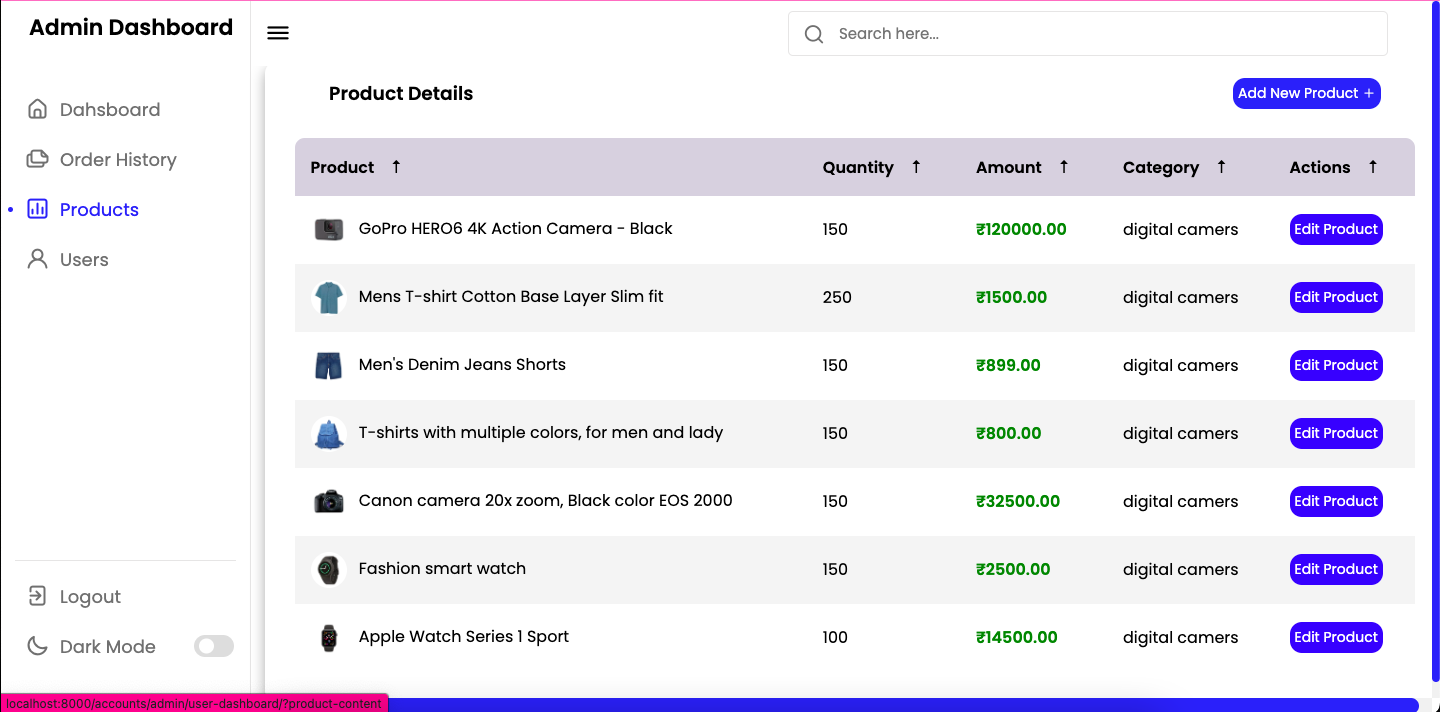 Admin Dashboard
Search here...
Dahsboard
Order History
Products
Users
Logout
Dark Mode
Product Details
Add New Product +
Product ↑ Quantity ↑ Amount ↑ Category ↑ Actions ↑
GoPro HERO6 4K Action Camera - Black 150 ₹120000.00 digital camers Edit Product
Mens T-shirt Cotton Base Layer Slim fit 250 ₹1500.00 digital camers Edit Product
Men's Denim Jeans Shorts 150 ₹899.00 digital camers Edit Product
T-shirts with multiple colors, for men and lady 150 ₹800.00 digital camers Edit Product
Canon camera 20x zoom, Black color EOS 2000 150 ₹32500.00 digital camers Edit Product
Fashion smart watch 150 ₹2500.00 digital camers Edit Product
Apple Watch Series 1 Sport 100 ₹14500.00 digital camers Edit Product
localhost:8000/accounts/admin/user-dashboard/?product-content